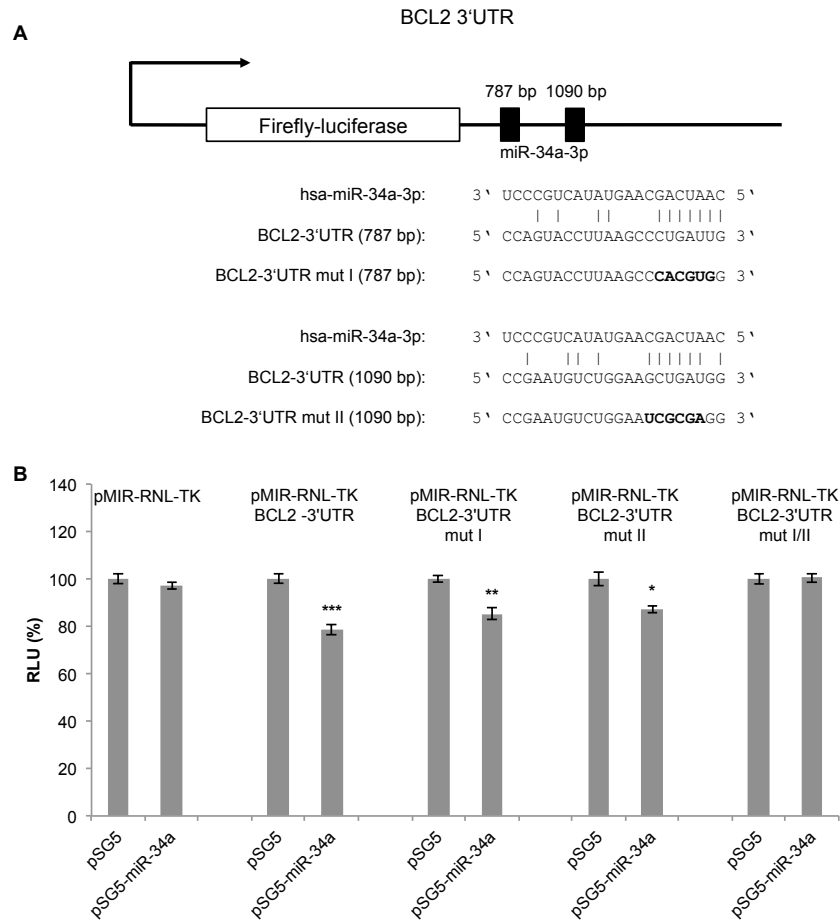 BCL2 3‘UTR
A
787 bp 1090 bp
Firefly-luciferase
miR-34a-3p
hsa-miR-34a-3p: 3‘ UCCCGUCAUAUGAACGACUAAC 5‘
BCL2-3‘UTR (787 bp): 5‘ CCAGUACCUUAAGCCCUGAUUG 3‘
BCL2-3‘UTR mut I (787 bp): 5‘ CCAGUACCUUAAGCCCACGUGG 3‘
hsa-miR-34a-3p: 3‘ UCCCGUCAUAUGAACGACUAAC 5‘
BCL2-3‘UTR (1090 bp): 5‘ CCGAAUGUCUGGAAGCUGAUGG 3‘
BCL2-3‘UTR mut II (1090 bp): 5‘ CCGAAUGUCUGGAAUCGCGAGG 3‘
B
pMIR-RNL-TK
pMIR-RNL-TK
BCL2 -3'UTR
pMIR-RNL-TK
BCL2-3'UTR
mut I
pMIR-RNL-TK
BCL2-3'UTR
mut II
pMIR-RNL-TK
BCL2-3'UTR
mut I/II
RLU (%)
140
120
100
80
60
40
20
0
***
**
*
pSG5
pSG5-miR-34a
pSG5
pSG5-miR-34a
pSG5
pSG5-miR-34a
pSG5
pSG5-miR-34a
pSG5
pSG5-miR-34a